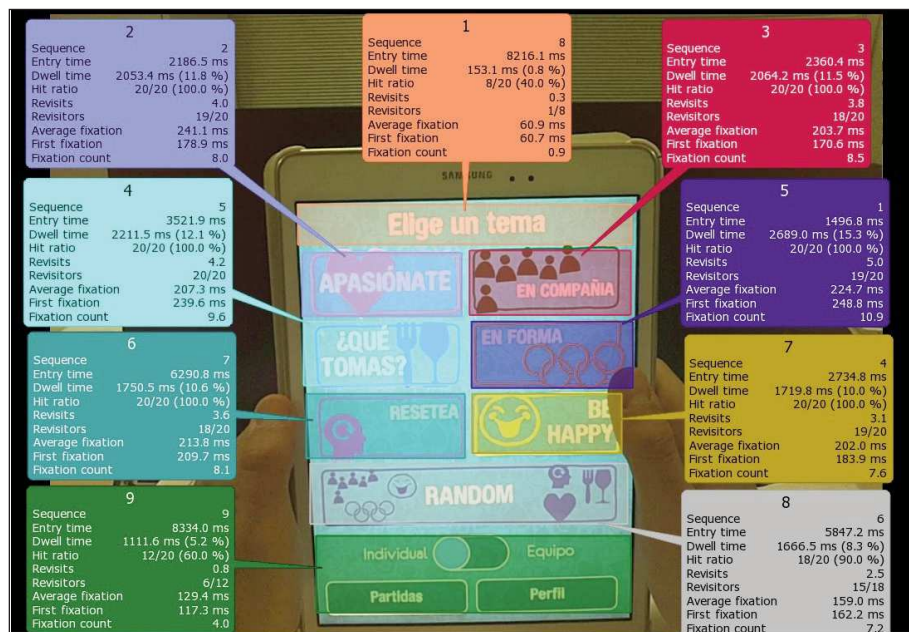 2
Sequence 2
Entry time 2186.5 ms
Dwell time 2053.4 ms (11.8 %)
Hit ratio 20/20 (100.0 %)
Revisits 4.0
Revisitors 19/20
Average fixation 241.1 ms
First fixation 178.9 ms
Fixation count 8.0
1
Sequence 8
Entry time 8216.1 ms
Dwell time 153.1 ms (0.8 %)
Hit ratio 8/20 (40.0 %)
Revisits 0.3
Revisitors 1/8
Average fixation 60.9 ms
First fixation 60.7 ms
Fixation count 0.9
3
Sequence 3
Entry time 2360.4 ms
Dwell time 2064.2 ms (11.5 %)
Hit ratio 20/20 (100.0 %)
Revisits 3.8
Revisitors 18/20
Average fixation 203.7 ms
First fixation 170.6 ms
Fixation count 8.5
4
Sequence 5
Entry time 3521.9 ms
Dwell time 2211.5 ms (12.1 %)
Hit ratio 20/20 (100.0 %)
Revisits 4.2
Revisitors 20/20
Average fixation 207.3 ms
First fixation 239.6 ms
Fixation count 9.6
5
Sequence 1
Entry time 1496.8 ms
Dwell time 2689.0 ms (15.3 %)
Hit ratio 20/20 (100.0 %)
Revisits 5.0
Revisitors 19/20
Average fixation 224.7 ms
First fixation 248.8 ms
Fixation count 10.9
6
Sequence 7
Entry time 6290.8 ms
Dwell time 1750.5 ms (10.6 %)
Hit ratio 20/20 (100.0 %)
Revisits 3.6
Revisitors 18/20
Average fixation 213.8 ms
First fixation 209.7 ms
Fixation count 8.1
7
Sequence 4
Entry time 2734.8 ms
Dwell time 1719.8 ms (10.0 %)
Hit ratio 20/20 (100.0 %)
Revisits 3.1
Revisitors 19/20
Average fixation 202.0 ms
First fixation 183.9 ms
Fixation count 7.6
9
Sequence 9
Entry time 8334.0 ms
Dwell time 1111.6 ms (5.2 %)
Hit ratio 12/20 (60.0 %)
Revisits 0.8
Revisitors 6/12
Average fixation 129.4 ms
First fixation 117.3 ms
Fixation count 4.0
8
Sequence 6
Entry time 5847.2 ms
Dwell time 1666.5 ms (8.3 %)
Hit ratio 18/20 (90.0 %)
Revisits 2.5
Revisitors 15/18
Average fixation 159.0 ms
First fixation 162.2 ms
Fixation count 7.2
SAMSUNG
Elige un tema
APASIÓNATE
EN COMPAÑIA
¿QUÉ
TOMAS?
EN FORMA
RESETEA
BE
HAPPY
RANDOM
Individual Equipo
Partidas Perfil